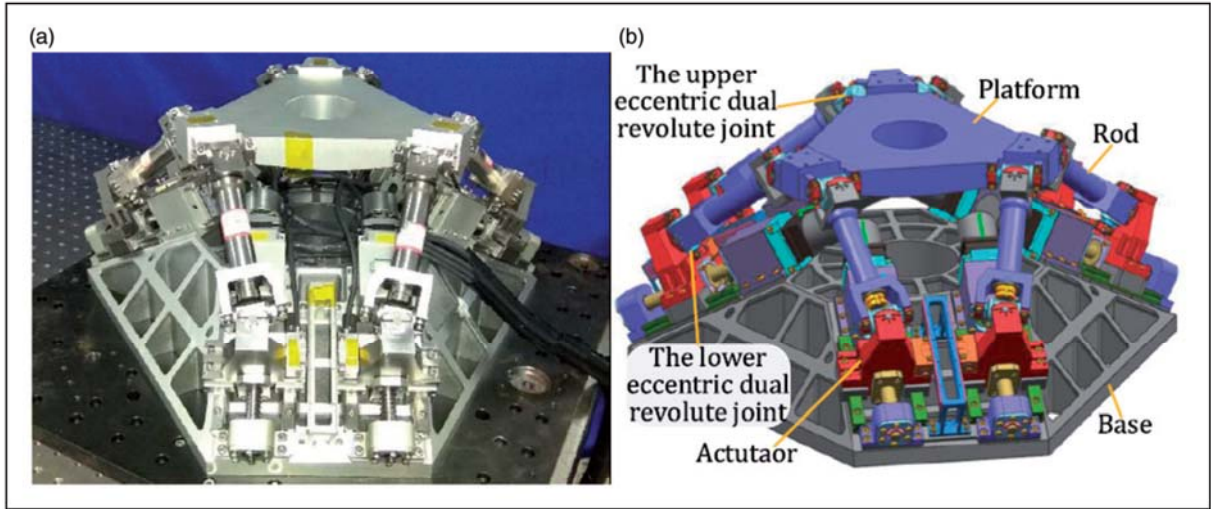 (a)
(b)
The upper
eccentric dual
revolute joint
Platform
Rod
The lower
eccentric dual
revolute joint
Actutaor
Base